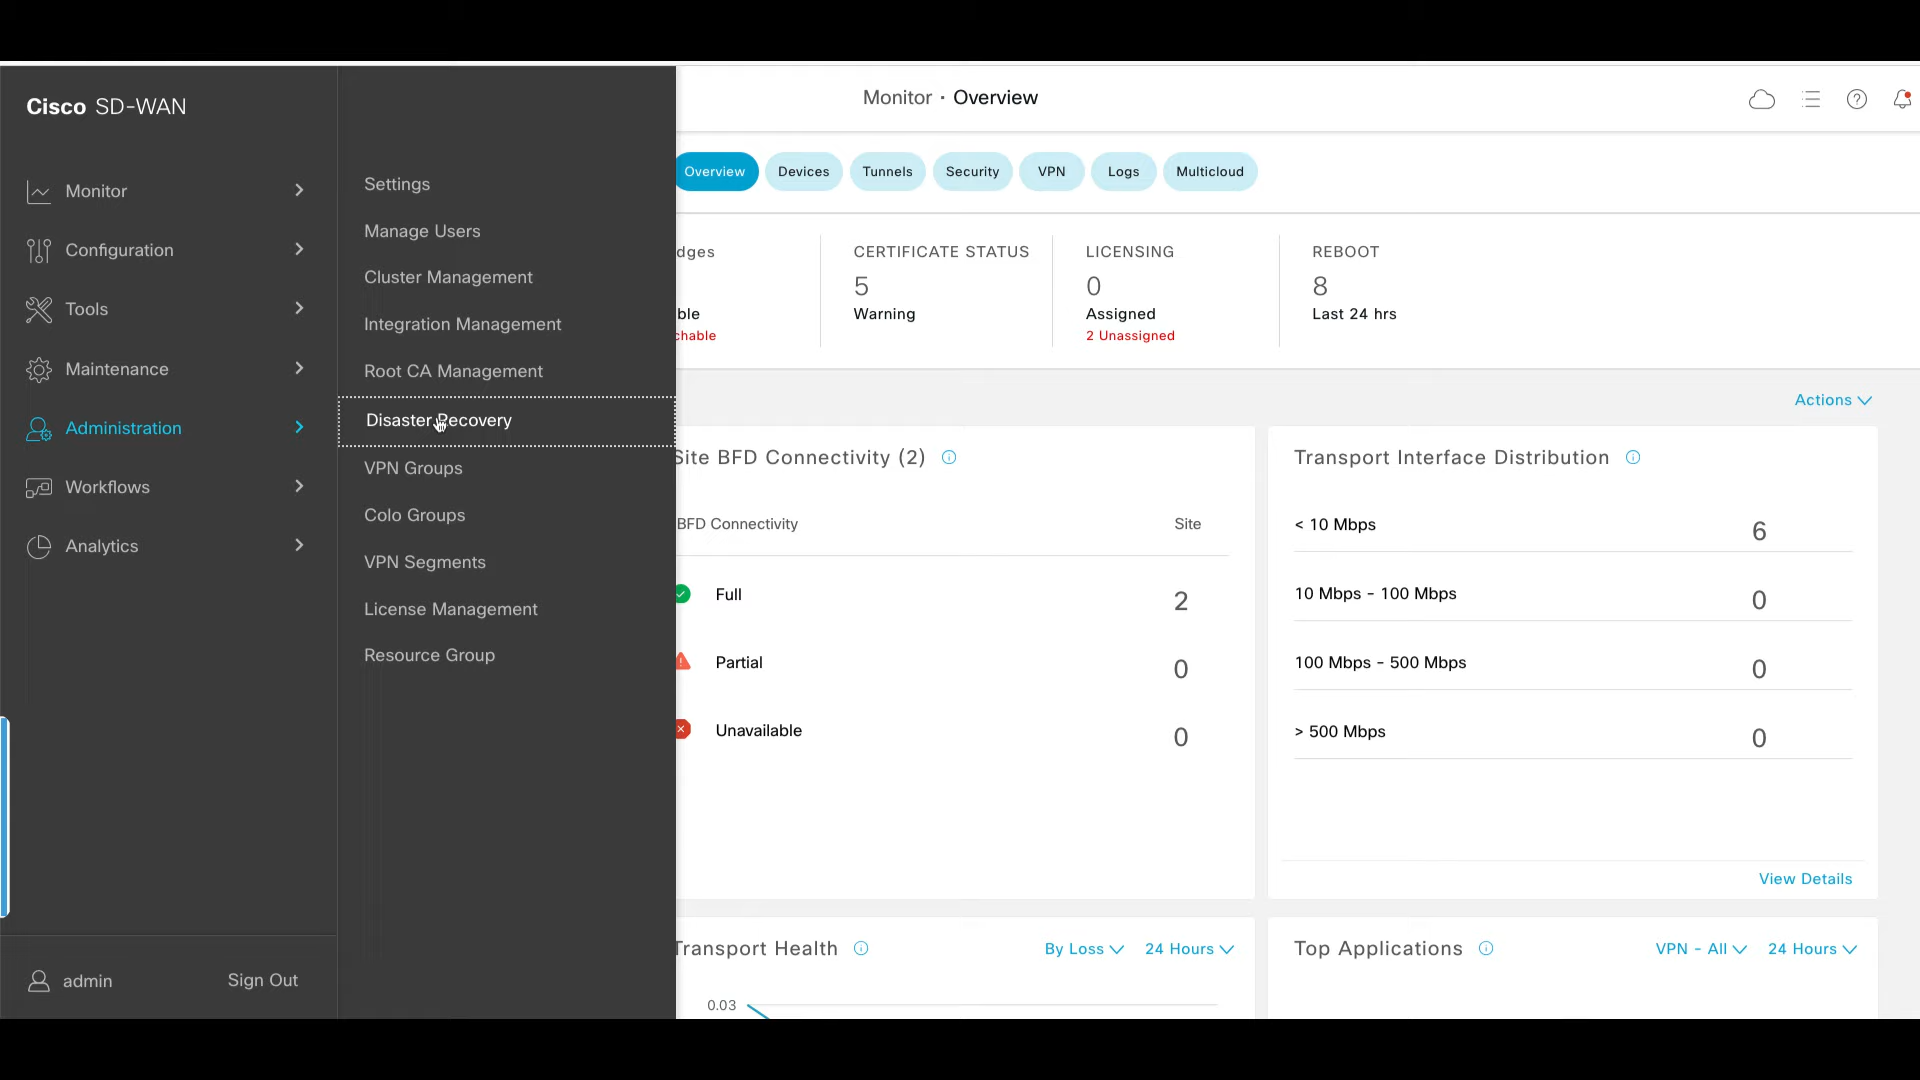 Cisco SD-WAN
Monitor
Configuration
Tools
Maintenance
Administration
Workflows
Analytics
admin
Sign Out
Settings
Manage Users
Cluster Management
Integration Management
Root CA Management
Disaster Recovery
VPN Groups
Colo Groups
VPN Segments
License Management
Resource Group
Monitor · Overview
Overview
Devices
Tunnels
Security
VPN
Logs
Multicloud
dges
ble
chable
CERTIFICATE STATUS
5
Warning
LICENSING
0
Assigned
2 Unassigned
REBOOT
8
Last 24 hrs
Actions
Site BFD Connectivity (2)
BFD Connectivity Site
Full 2
Partial 0
Unavailable 0
Transport Interface Distribution
< 10 Mbps 6
10 Mbps - 100 Mbps 0
100 Mbps - 500 Mbps 0
> 500 Mbps 0
View Details
Transport Health
By Loss
24 Hours
0.03
Top Applications
VPN - All
24 Hours